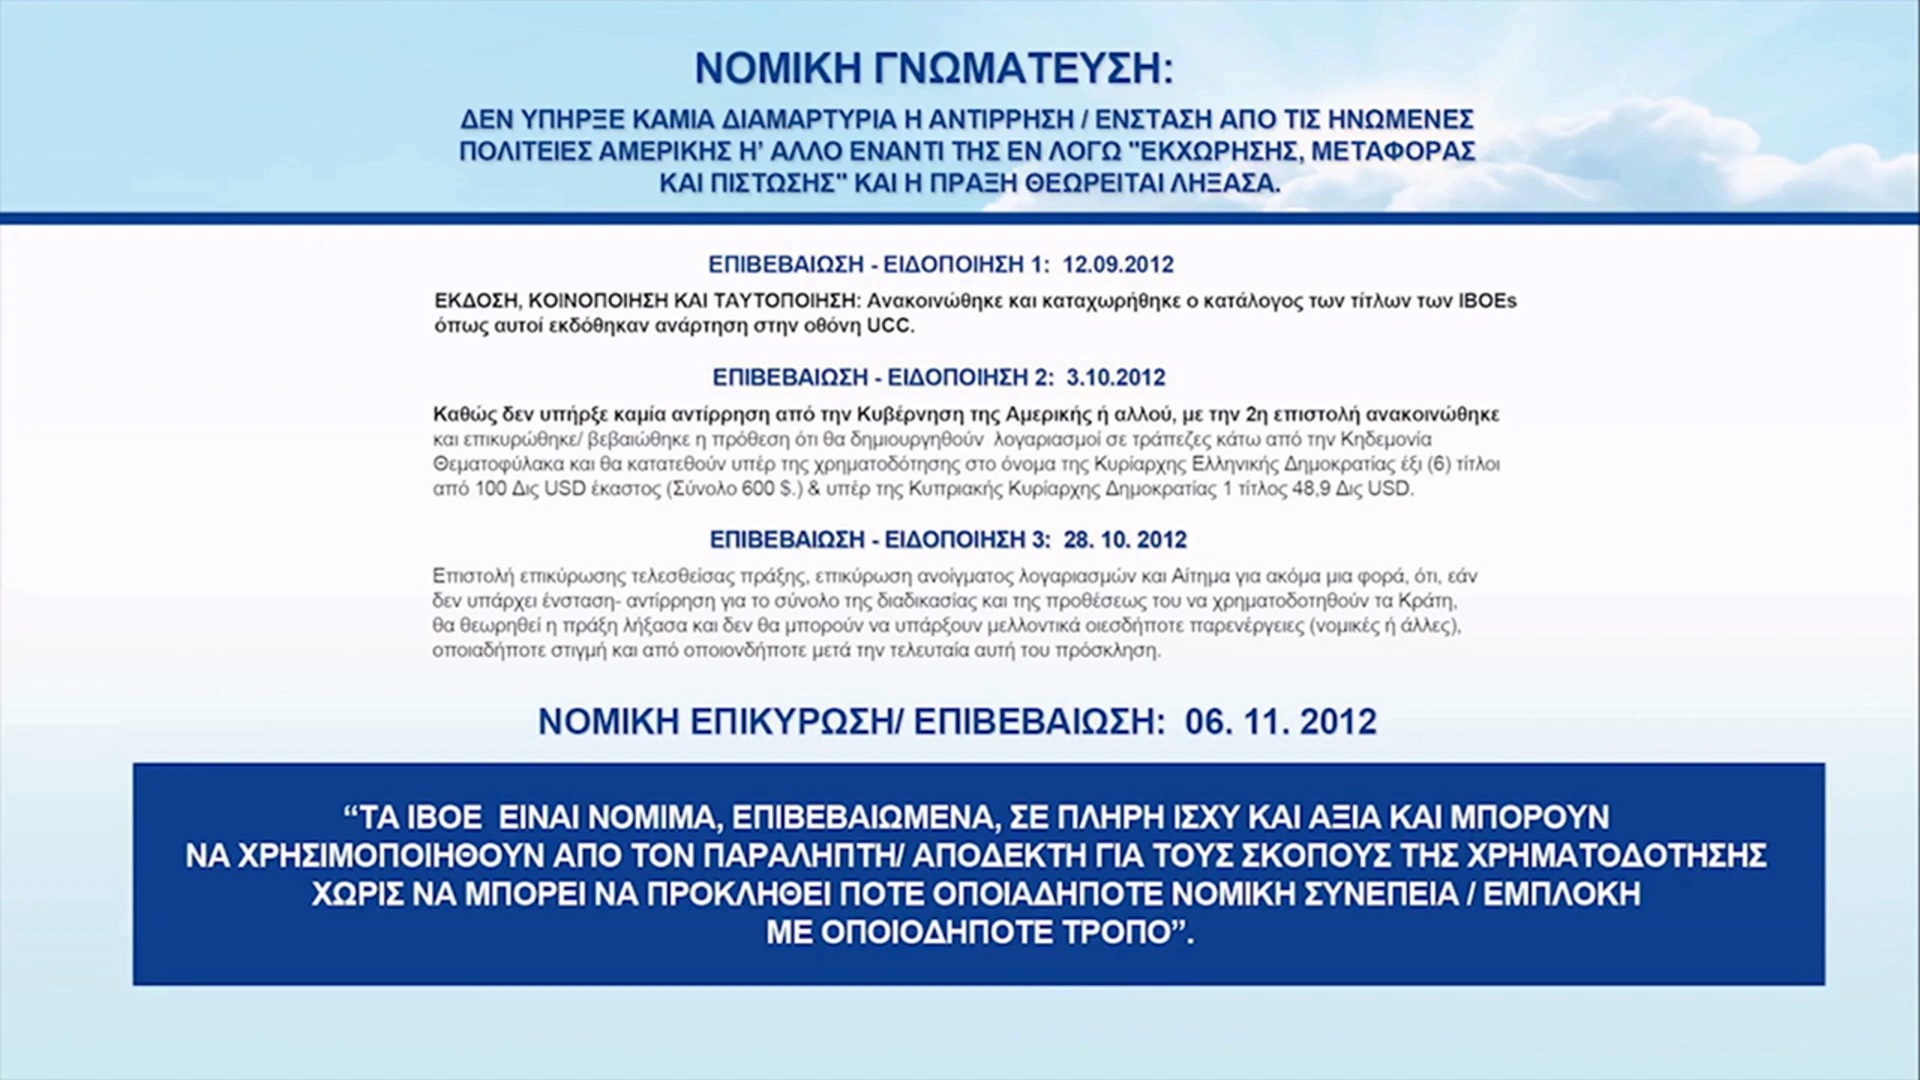 ΝΟΜΙΚΗ ΓΝΩΜΑΤΕΥΣΗ:
ΔΕΝ ΥΠΗΡΞΕ ΚΑΜΙΑ ΔΙΑΜΑΡΤΥΡΙΑ Η ΑΝΤΙΡΡΗΣΗ / ΕΝΣΤΑΣΗ ΑΠΟ ΤΙΣ ΗΝΩΜΕΝΕΣ
ΠΟΛΙΤΕΙΕΣ ΑΜΕΡΙΚΗΣ Η' ΑΛΛΟ ΕΝΑΝΤΙ ΤΗΣ ΕΝ ΛΟΓΩ "ΕΚΧΩΡΗΣΗΣ, ΜΕΤΑΦΟΡΑΣ
ΚΑΙ ΠΙΣΤΩΣΗΣ" ΚΑΙ Η ΠΡΑΞΗ ΘΕΩΡΕΙΤΑΙ ΛΗΞΑΣΑ.
ΕΠΙΒΕΒΑΙΩΣΗ - ΕΙΔΟΠΟΙΗΣΗ 1: 12.09.2012
ΕΚΔΟΣΗ, ΚΟΙΝΟΠΟΙΗΣΗ ΚΑΙ ΤΑΥΤΟΠΟΙΗΣΗ: Ανακοινώθηκε και καταχωρήθηκε ο κατάλογος των τίτλων των IBOEs
όπως αυτοί εκδόθηκαν ανάρτηση στην οθόνη UCC.
ΕΠΙΒΕΒΑΙΩΣΗ - ΕΙΔΟΠΟΙΗΣΗ 2: 3.10.2012
Καθώς δεν υπήρξε καμία αντίρρηση από την Κυβέρνηση της Αμερικής ή αλλού, με την 2η επιστολή ανακοινώθηκε
και επικυρώθηκε/ βεβαιώθηκε η πρόθεση ότι θα δημιουργηθούν λογαριασμοί σε τράπεζες κάτω από την Κηδεμονία
Θεματοφύλακα και θα κατατεθούν υπέρ της χρηματοδότησης στο όνομα της Κυρίαρχης Ελληνικής Δημοκρατίας έξι (6) τίτλοι
από 100 Δις USD έκαστος (Σύνολο 600 $.) & υπέρ της Κυπριακής Κυρίαρχης Δημοκρατίας 1 τίτλος 48,9 Δις USD.
ΕΠΙΒΕΒΑΙΩΣΗ - ΕΙΔΟΠΟΙΗΣΗ 3: 28. 10. 2012
Επιστολή επικύρωσης τελεσθείσας πράξης, επικύρωση ανοίγματος λογαριασμών και Αίτημα για ακόμα μια φορά, ότι, εάν
δεν υπάρχει ένσταση- αντίρρηση για το σύνολο της διαδικασίας και της προθέσεως του να χρηματοδοτηθούν τα Κράτη,
θα θεωρηθεί η πράξη λήξασα και δεν θα μπορούν να υπάρξουν μελλοντικά οιεσδήποτε παρενέργειες (νομικές ή άλλες),
οποιαδήποτε στιγμή και από οποιονδήποτε μετά την τελευταία αυτή του πρόσκληση.
ΝΟΜΙΚΗ ΕΠΙΚΥΡΩΣΗ/ ΕΠΙΒΕΒΑΙΩΣΗ: 06. 11. 2012
“ΤΑ ΙΒΟΕ ΕΙΝΑΙ ΝΟΜΙΜΑ, ΕΠΙΒΕΒΑΙΩΜΕΝΑ, ΣΕ ΠΛΗΡΗ ΙΣΧΥ ΚΑΙ ΑΞΙΑ ΚΑΙ ΜΠΟΡΟΥΝ
ΝΑ ΧΡΗΣΙΜΟΠΟΙΗΘΟΥΝ ΑΠΟ ΤΟΝ ΠΑΡΑΛΗΠΤΗ/ ΑΠΟΔΕΚΤΗ ΓΙΑ ΤΟΥΣ ΣΚΟΠΟΥΣ ΤΗΣ ΧΡΗΜΑΤΟΔΟΤΗΣΗΣ
ΧΩΡΙΣ ΝΑ ΜΠΟΡΕΙ ΝΑ ΠΡΟΚΛΗΘΕΙ ΠΟΤΕ ΟΠΟΙΑΔΗΠΟΤΕ ΝΟΜΙΚΗ ΣΥΝΕΠΕΙΑ / ΕΜΠΛΟΚΗ
ΜΕ ΟΠΟΙΟΔΗΠΟΤΕ ΤΡΟΠΟ”.